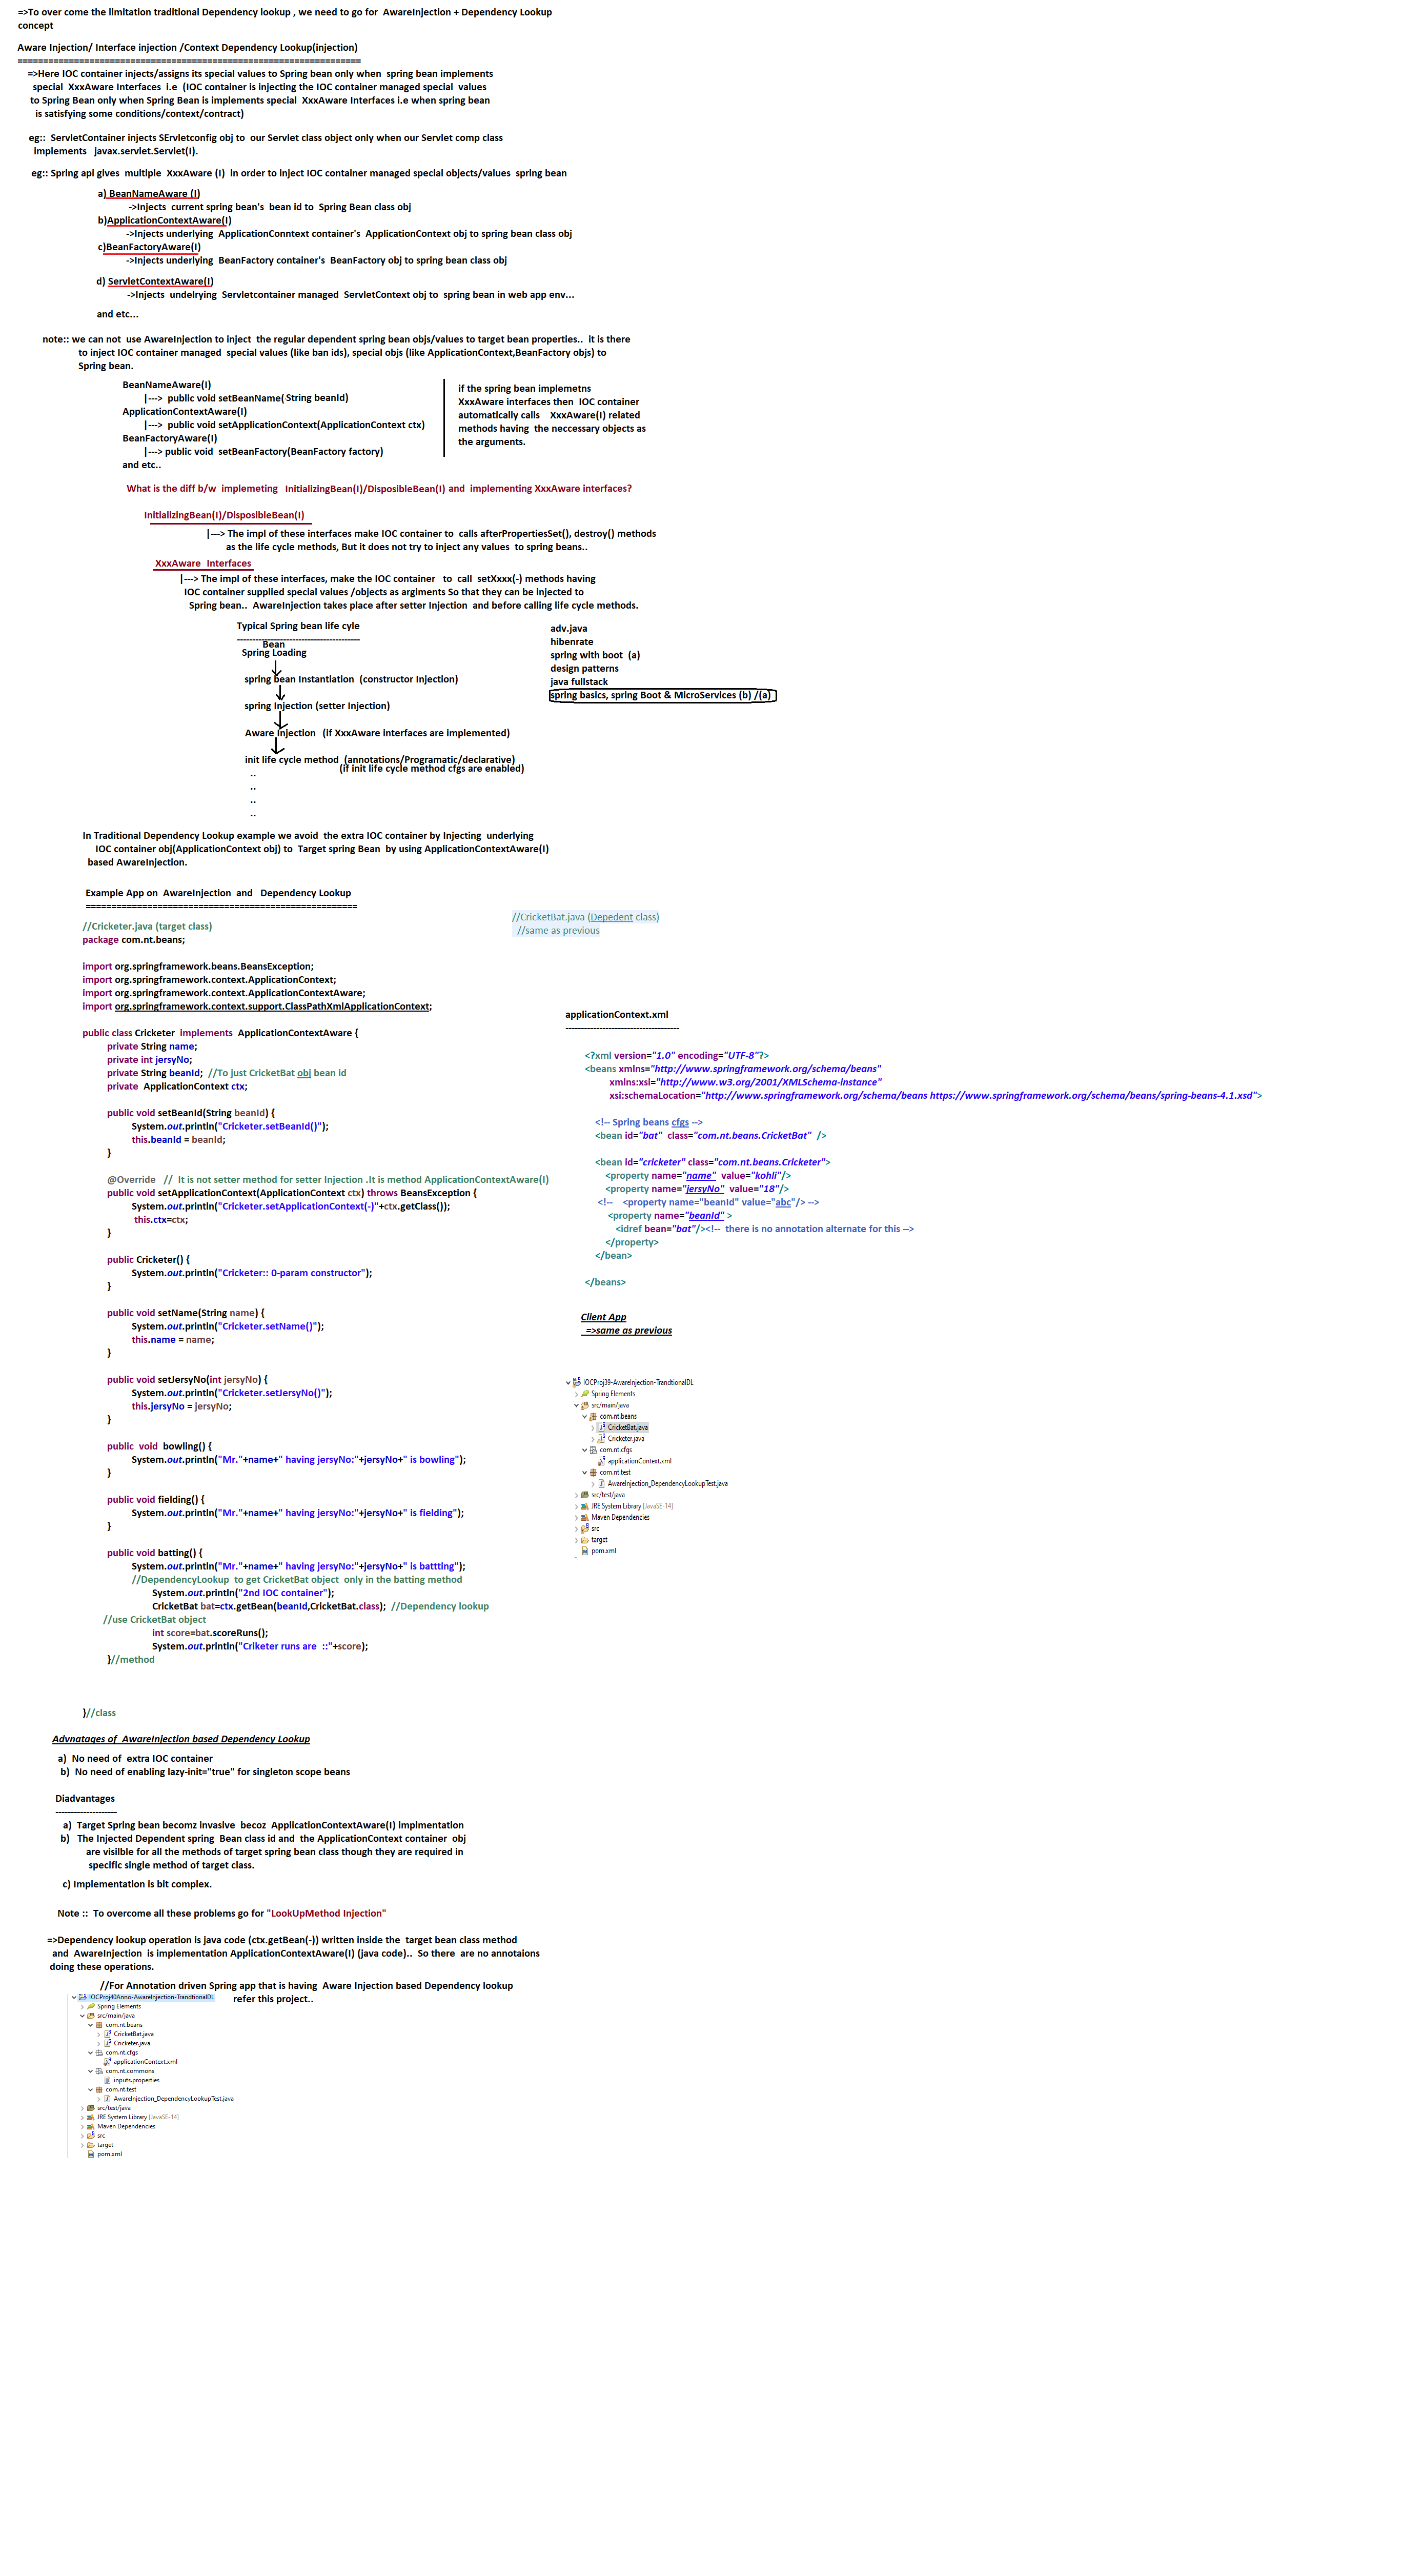 =>To over come the limitation traditional Dependency lookup , we need to go for  AwareInjection + Dependency Lookup
concept
Aware Injection/ Interface injection /Context Dependency Lookup(injection)
===================================================================
=>Here IOC container injects/assigns its special values to Spring bean only when  spring bean implements
special  XxxAware Interfaces  i.e  (IOC container is injecting the IOC container managed special  values
to Spring Bean only when Spring Bean is implements special  XxxAware Interfaces i.e when spring bean
is satisfying some conditions/context/contract)
eg::  ServletContainer injects SErvletconfig obj to  our Servlet class object only when our Servlet comp class
implements   javax.servlet.Servlet(I).
eg:: Spring api gives  multiple  XxxAware (I)  in order to inject IOC container managed special objects/values  spring bean
a) BeanNameAware (I)
->Injects  current spring bean's  bean id to  Spring Bean class obj
b)ApplicationContextAware(I)
->Injects underlying  ApplicationConntext container's  ApplicationContext obj to spring bean class obj
c)BeanFactoryAware(I)
->Injects underlying  BeanFactory container's  BeanFactory obj to spring bean class obj
d) ServletContextAware(I)
->Injects  undelrying  Servletcontainer managed  ServletContext obj to  spring bean in web app env...
and etc...
note:: we can not  use AwareInjection to inject  the regular dependent spring bean objs/values to target bean properties..  it is there
to inject IOC container managed  special values (like ban ids), special objs (like ApplicationContext,BeanFactory objs) to
Spring bean.
BeanNameAware(I)
|---> public void setBeanName( String beanId)
ApplicationContextAware(I)
|---> public void setApplicationContext(ApplicationContext ctx)
BeanFactoryAware(I)
|---> public void  setBeanFactory(BeanFactory factory)
and etc..
if the spring bean implemetns
XxxAware interfaces then  IOC container
automatically calls    XxxAware(I) related
methods having  the neccessary objects as
the arguments.
What is the diff b/w  implemeting   InitializingBean(I)/DisposibleBean(I) and  implementing XxxAware interfaces?
InitializingBean(I)/DisposibleBean(I)
|---> The impl of these interfaces make IOC container to  calls afterPropertiesSet(), destroy() methods
as the life cycle methods, But it does not try to inject any values  to spring beans..
XxxAware  Interfaces
|---> The impl of these interfaces, make the IOC container   to  call  setXxxx(-) methods having
IOC container supplied special values /objects as argiments So that they can be injected to
Spring bean..  AwareInjection takes place after setter Injection  and before calling life cycle methods.
Typical Spring bean life cyle
----------------------------------------
Bean
Spring Loading
spring bean Instantiation  (constructor Injection)
spring Injection (setter Injection)
Aware Injection   (if XxxAware interfaces are implemented)
init life cycle method  (annotations/Programatic/declarative)
(if init life cycle method cfgs are enabled)
..
..
..
..
adv.java
hibenrate
spring with boot  (a)
design patterns
java fullstack
spring basics, spring Boot & MicroServices (b) /(a)
In Traditional Dependency Lookup example we avoid  the extra IOC container by Injecting  underlying
IOC container obj(ApplicationContext obj) to  Target spring Bean  by using ApplicationContextAware(I)
based AwareInjection.
Example App on  AwareInjection  and   Dependency Lookup
=====================================================
//Cricketer.java (target class)
package com.nt.beans;
import org.springframework.beans.BeansException;
import org.springframework.context.ApplicationContext;
import org.springframework.context.ApplicationContextAware;
import org.springframework.context.support.ClassPathXmlApplicationContext;
public class Cricketer  implements  ApplicationContextAware {
private String name;
private int jersyNo;
private String beanId;  //To just CricketBat obj bean id
private  ApplicationContext ctx;
public void setBeanId(String beanId) {
System.out.println("Cricketer.setBeanId()");
this.beanId = beanId;
}
@Override   //  It is not setter method for setter Injection .It is method ApplicationContextAware(I)
public void setApplicationContext(ApplicationContext ctx) throws BeansException {
System.out.println("Cricketer.setApplicationContext(-)"+ctx.getClass());
this.ctx=ctx;
}
public Cricketer() {
System.out.println("Cricketer:: 0-param constructor");
}
public void setName(String name) {
System.out.println("Cricketer.setName()");
this.name = name;
}
public void setJersyNo(int jersyNo) {
System.out.println("Cricketer.setJersyNo()");
this.jersyNo = jersyNo;
}
public  void  bowling() {
System.out.println("Mr."+name+" having jersyNo:"+jersyNo+" is bowling");
}
public void fielding() {
System.out.println("Mr."+name+" having jersyNo:"+jersyNo+" is fielding");
}
public void batting() {
System.out.println("Mr."+name+" having jersyNo:"+jersyNo+" is battting");
//DependencyLookup  to get CricketBat object  only in the batting method
System.out.println("2nd IOC container");
CricketBat bat=ctx.getBean(beanId,CricketBat.class);  //Dependency lookup
//use CricketBat object
int score=bat.scoreRuns();
System.out.println("Criketer runs are  ::"+score);
}//method
}//class
//CricketBat.java (Depedent class)
//same as previous
applicationContext.xml
-------------------------------------
<?xml version="1.0" encoding="UTF-8"?>
<beans xmlns="http://www.springframework.org/schema/beans"
xmlns:xsi="http://www.w3.org/2001/XMLSchema-instance"
xsi:schemaLocation="http://www.springframework.org/schema/beans https://www.springframework.org/schema/beans/spring-beans-4.1.xsd">
<!-- Spring beans cfgs -->
<bean id="bat"  class="com.nt.beans.CricketBat"  />
<bean id="cricketer" class="com.nt.beans.Cricketer">
<property name="name"  value="kohli"/>
<property name="jersyNo"  value="18"/>
<!--    <property name="beanId" value="abc"/> -->
<property name="beanId" >
<idref bean="bat"/><!--  there is no annotation alternate for this -->
</property>
</bean>
</beans>
Client App
=>same as previous
IOCProj39-AwareInjection-TrandtionalDL
Spring Elements
src/main/java
com.nt.beans
CricketBat.java
Cricketer.java
com.nt.cfgs
applicationContext.xml
com.nt.test
AwareInjection_DependencyLookupTest.java
src/test/java
JRE System Library [JavaSE-14]
Maven Dependencies
src
target
pom.xml
Advnatages of  AwareInjection based Dependency Lookup
a)  No need of  extra IOC container
b)  No need of enabling lazy-init="true" for singleton scope beans
Diadvantages
--------------------
a)  Target Spring bean becomz invasive  becoz  ApplicationContextAware(I) implmentation
b)   The Injected Dependent spring  Bean class id and  the ApplicationContext container  obj
are visilble for all the methods of target spring bean class though they are required in
specific single method of target class.
c) Implementation is bit complex.
Note ::  To overcome all these problems go for "LookUpMethod Injection"
=>Dependency lookup operation is java code (ctx.getBean(-)) written inside the  target bean class method
and  AwareInjection  is implementation ApplicationContextAware(I) (java code)..  So there  are no annotaions
doing these operations.
//For Annotation driven Spring app that is having  Aware Injection based Dependency lookup
refer this project..
IOCProj40Anno-AwareInjection-TrandtionalDL
Spring Elements
src/main/java
com.nt.beans
CricketBat.java
Cricketer.java
com.nt.cfgs
applicationContext.xml
com.nt.commons
inputs.properties
com.nt.test
AwareInjection_DependencyLookupTest.java
src/test/java
JRE System Library [JavaSE-14]
Maven Dependencies
src
target
pom.xml